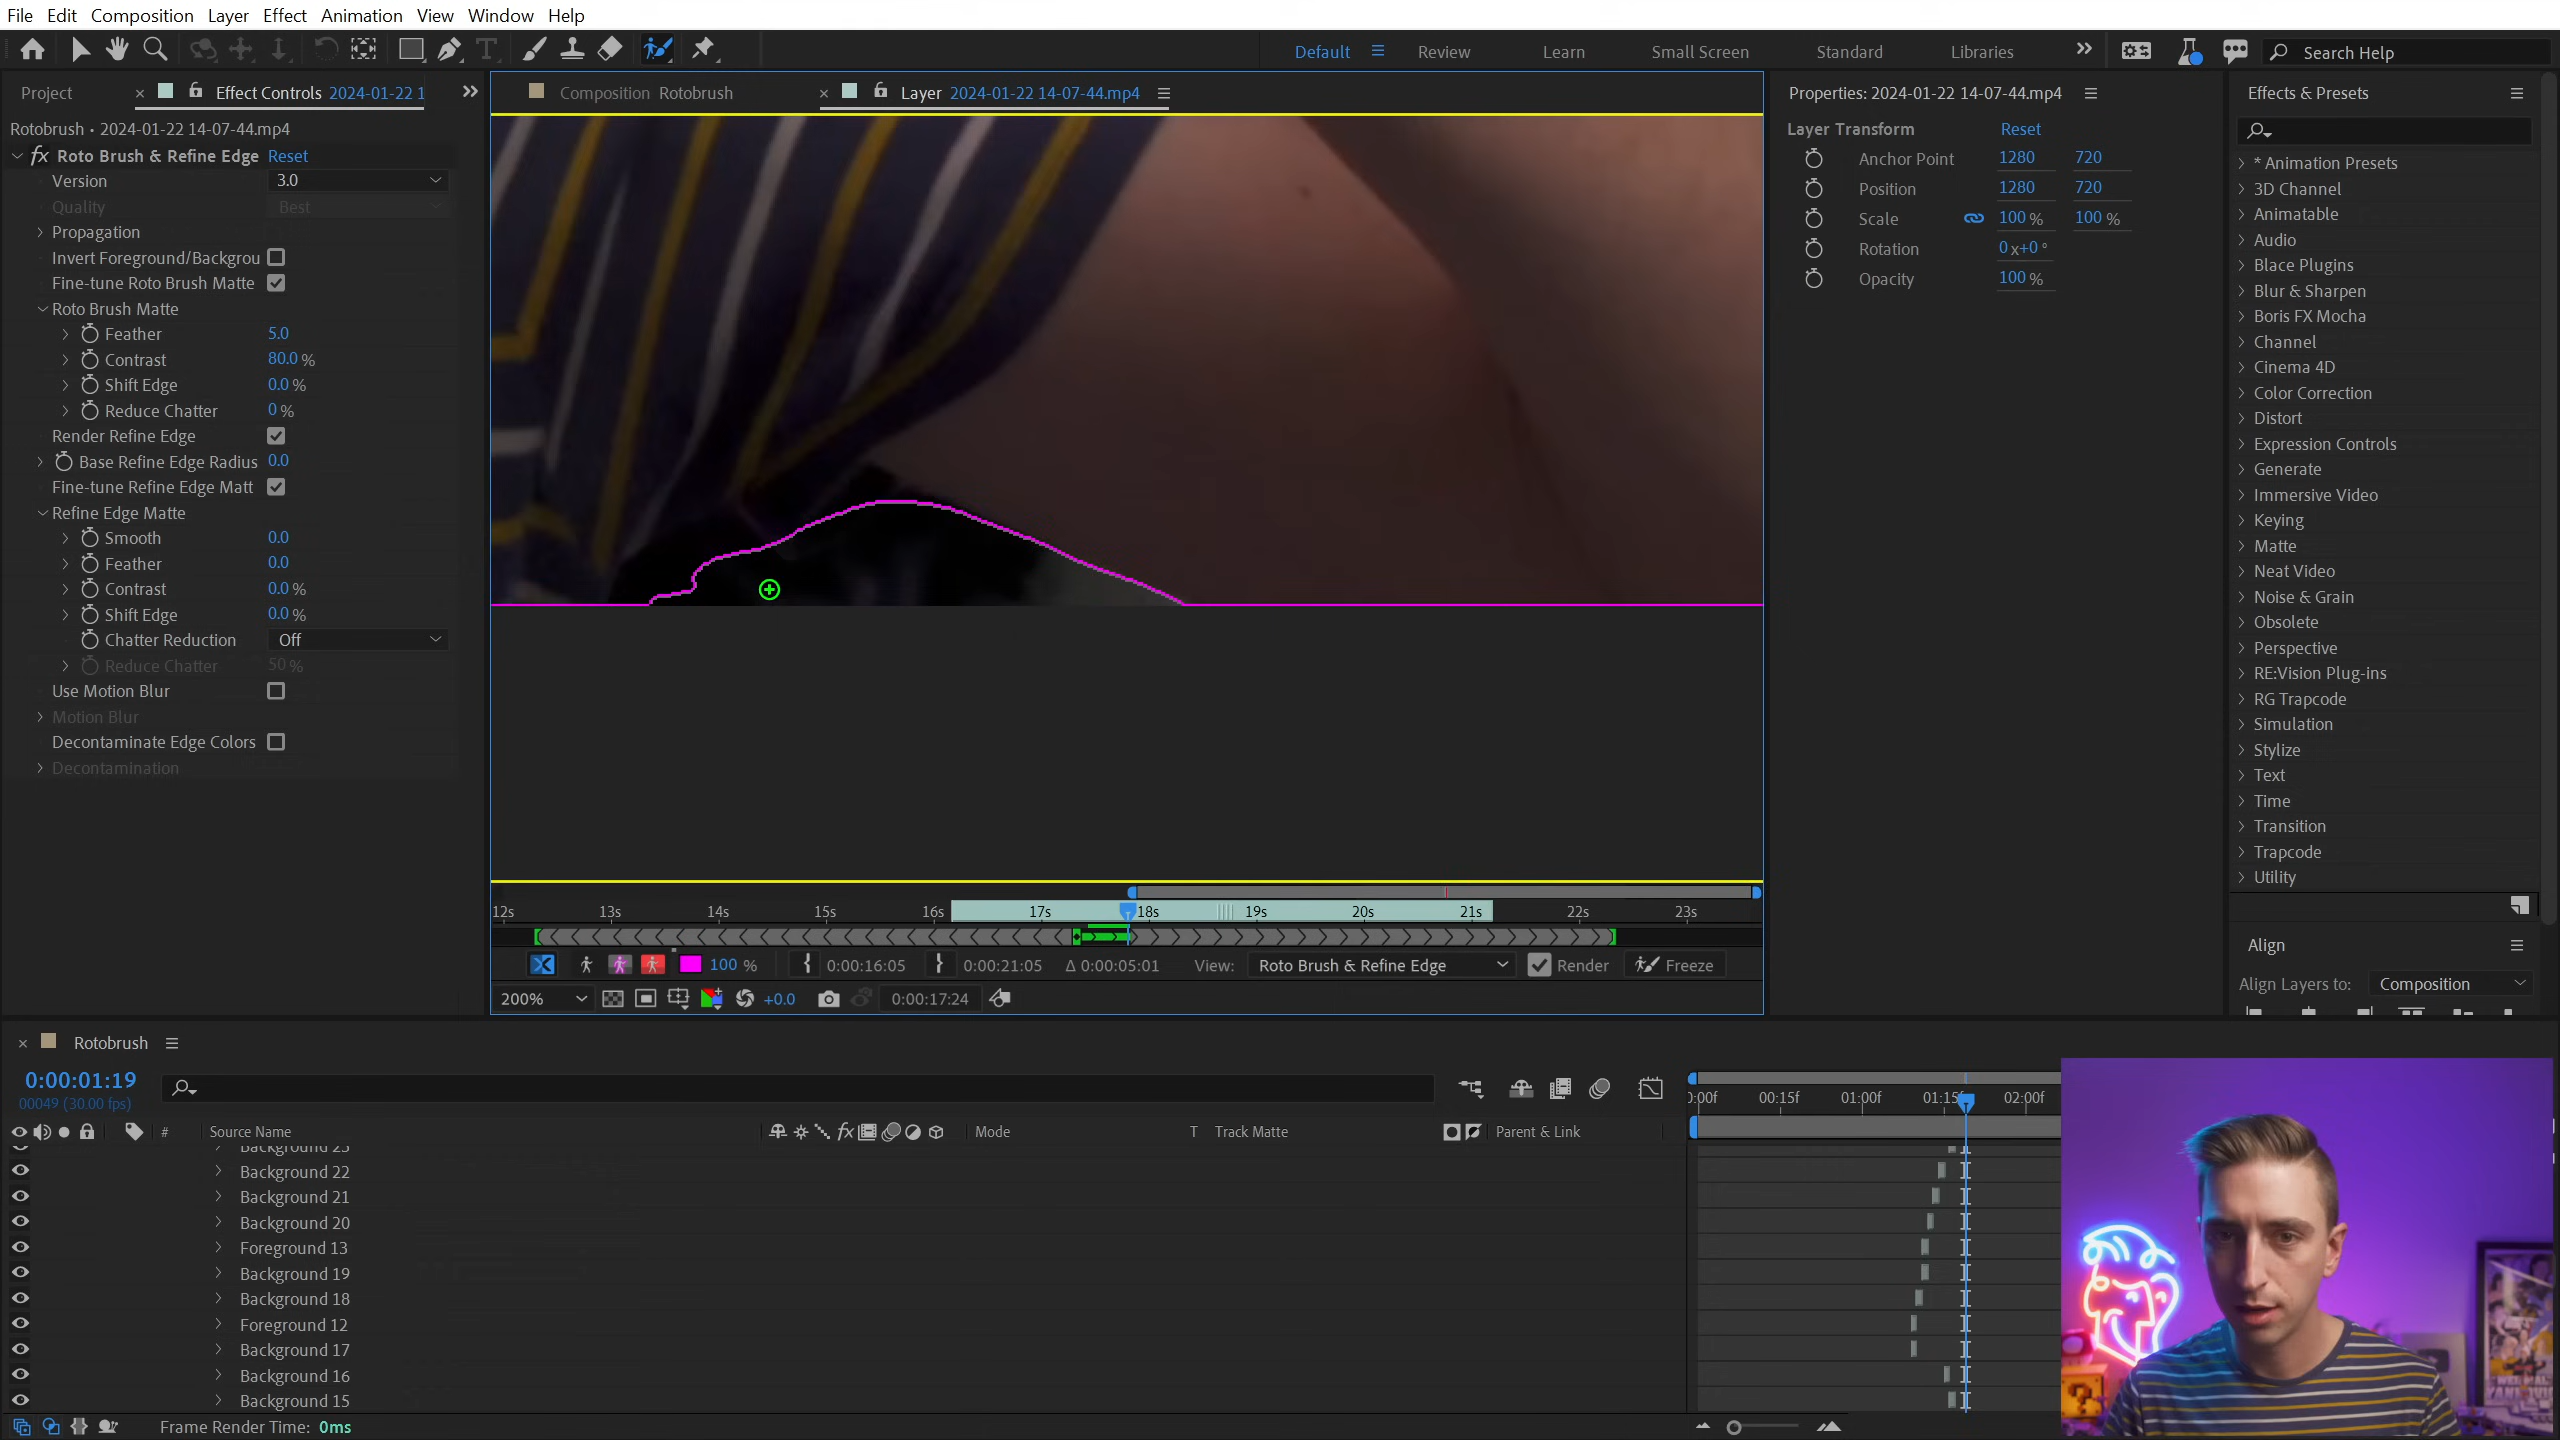 File Edit Composition Layer Effect Animation View Window Help
Default Review Learn Small Screen Standard Libraries Search Help
Project Effect Controls 2024-01-22 1
Composition Rotobrush Layer 2024-01-22 14-07-44.mp4
Properties: 2024-01-22 14-07-44.mp4
Effects & Presets
Rotobrush • 2024-01-22 14-07-44.mp4
fx Roto Brush & Refine Edge Reset
Version 3.0
Quality Best
Propagation
Invert Foreground/Backgrou
Fine-tune Roto Brush Matte
Roto Brush Matte
Feather 5.0
Contrast 80.0 %
Shift Edge 0.0 %
Reduce Chatter 0 %
Render Refine Edge
Base Refine Edge Radius 0.0
Fine-tune Refine Edge Matt
Refine Edge Matte
Smooth 0.0
Feather 0.0
Contrast 0.0 %
Shift Edge 0.0 %
Chatter Reduction Off
Reduce Chatter 50 %
Use Motion Blur
Motion Blur
Decontaminate Edge Colors
Decontamination
Layer Transform Reset
Anchor Point 1280 720
Position 1280 720
Scale 100 % 100 %
Rotation 0 x+0 °
Opacity 100 %
* Animation Presets
3D Channel
Animatable
Audio
Blace Plugins
Blur & Sharpen
Boris FX Mocha
Channel
Cinema 4D
Color Correction
Distort
Expression Controls
Generate
Immersive Video
Keying
Matte
Neat Video
Noise & Grain
Obsolete
Perspective
RE:Vision Plug-ins
RG Trapcode
Simulation
Stylize
Text
Time
Transition
Trapcode
Utility
Align
Align Layers to: Composition
12s 13s 14s 15s 16s 17s 18s 19s 20s 21s 22s 23s
100 % 0:00:16:05 0:00:21:05 Δ 0:00:05:01 View: Roto Brush & Refine Edge Render Freeze
200% +0.0 0:00:17:24
Rotobrush
0:00:01:19
00049 (30.00 fps)
# Source Name fx Mode T Track Matte Parent & Link
):00f 00:15f 01:00f 01:15f 02:00f
Background 23
Background 22
Background 21
Background 20
Foreground 13
Background 19
Background 18
Foreground 12
Background 17
Background 16
Background 15
Frame Render Time: 0ms